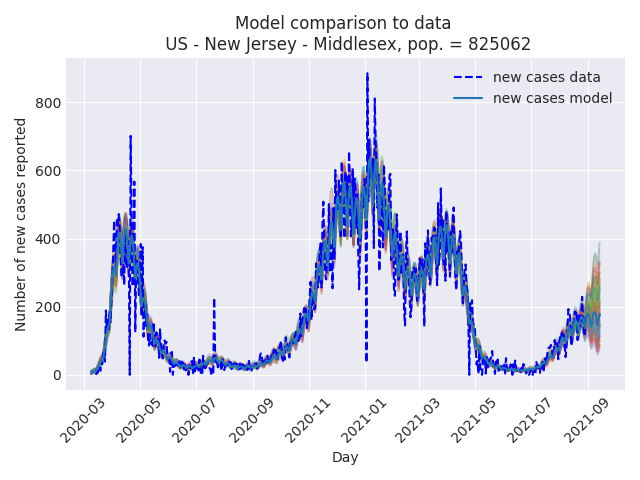 Model comparison to data
US - New Jersey - Middlesex, pop. = 825062
new cases data
new cases model
Number of new cases reported
800
600
400
200
0
2020-03
2020-05
2020-07
2020-09
2020-11
2021-01
2021-03
2021-05
2021-07
2021-09
Day